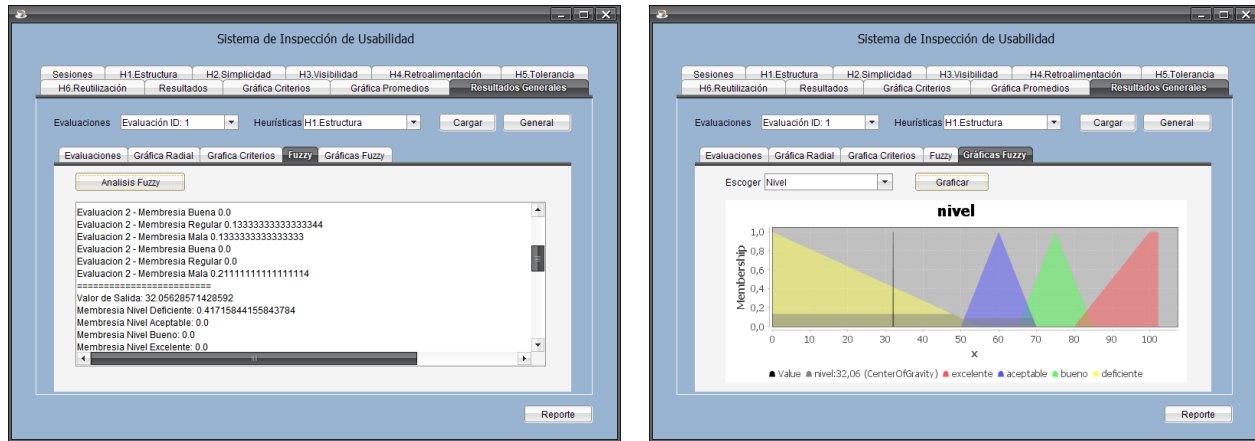 Sistema de Inspección de Usabilidad
Sesiones H1.Estructura H2.Simplicidad H3.Visibilidad H4.Retroalimentación H5.Tolerancia
H6.Reutilización Resultados Gráfica Criterios Gráfica Promedios Resultados Generales
Evaluaciones Evaluación ID: 1 Heurísticas H1.Estructura Cargar General
Evaluaciones Gráfica Radial Grafica Criterios Fuzzy Gráficas Fuzzy
Analisis Fuzzy
Evaluacion 2 - Membresia Buena 0.0
Evaluacion 2 - Membresia Regular 0.13333333333333344
Evaluacion 2 - Membresia Mala 0.1333333333333333
Evaluacion 2 - Membresia Buena 0.0
Evaluacion 2 - Membresia Regular 0.0
Evaluacion 2 - Membresia Mala 0.21111111111111114
==========================
Valor de Salida: 32.05628571428592
Membresia Nivel Deficiente: 0.41715844155843784
Membresia Nivel Aceptable: 0.0
Membresia Nivel Bueno: 0.0
Membresia Nivel Excelente: 0.0
Reporte
Sistema de Inspección de Usabilidad
Sesiones H1.Estructura H2.Simplicidad H3.Visibilidad H4.Retroalimentación H5.Tolerancia
H6.Reutilización Resultados Gráfica Criterios Gráfica Promedios Resultados Generales
Evaluaciones Evaluación ID: 1 Heurísticas H1.Estructura Cargar General
Evaluaciones Gráfica Radial Grafica Criterios Fuzzy Gráficas Fuzzy
Escoger Nivel Graficar
nivel
Membership
1,0
0,8
0,6
0,4
0,2
0,0
0 10 20 30 40 50 60 70 80 90 100
x
Value nivel:32,06 (CenterOfGravity) excelente aceptable bueno deficiente
Reporte